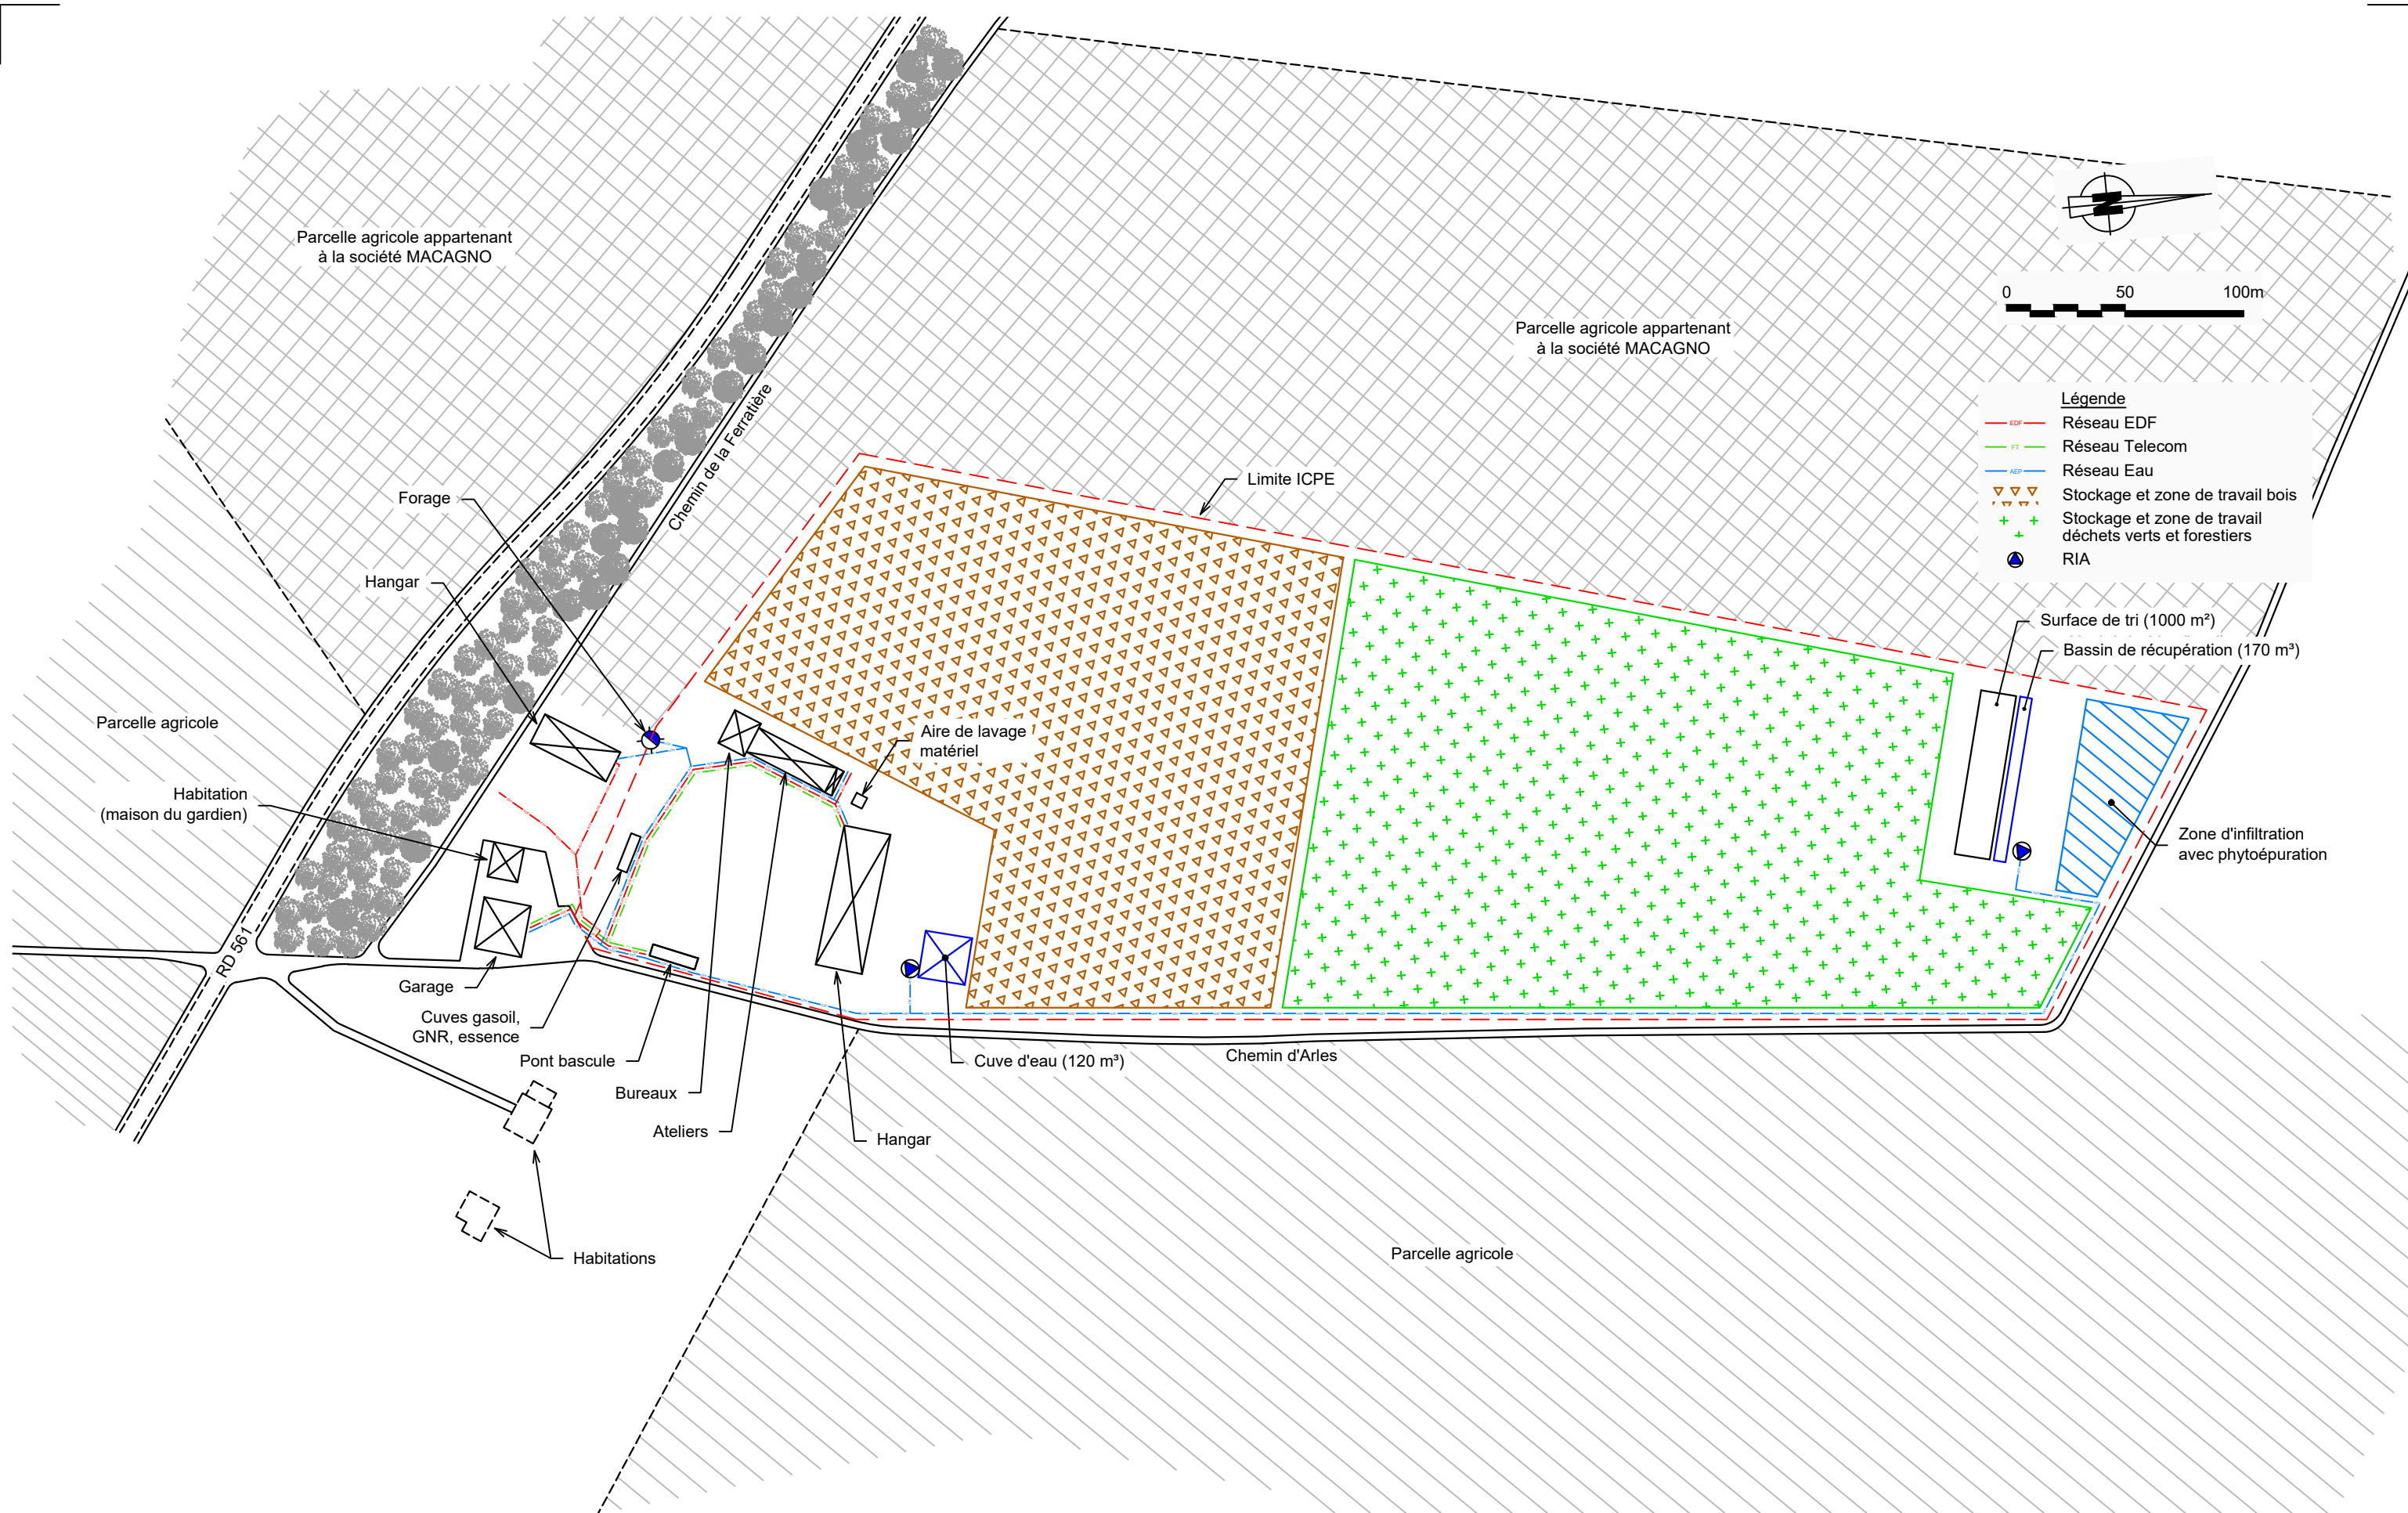 Parcelle agricole appartenant
à la société MACAGNO
N
0 50 100m
Parcelle agricole appartenant
à la société MACAGNO
Légende
EDF Réseau EDF
FT Réseau Telecom
AEP Réseau Eau
Stockage et zone de travail bois
Stockage et zone de travail
déchets verts et forestiers
RIA
Chemin de la Ferratière
Limite ICPE
Forage
Hangar
Surface de tri (1000 m²)
Bassin de récupération (170 m³)
Parcelle agricole
Aire de lavage
matériel
Habitation
(maison du gardien)
Zone d'infiltration
avec phytoépuration
RD 561
Garage
Cuves gasoil,
GNR, essence
Pont bascule
Cuve d'eau (120 m³)
Chemin d'Arles
Bureaux
Ateliers
Hangar
Habitations
Parcelle agricole